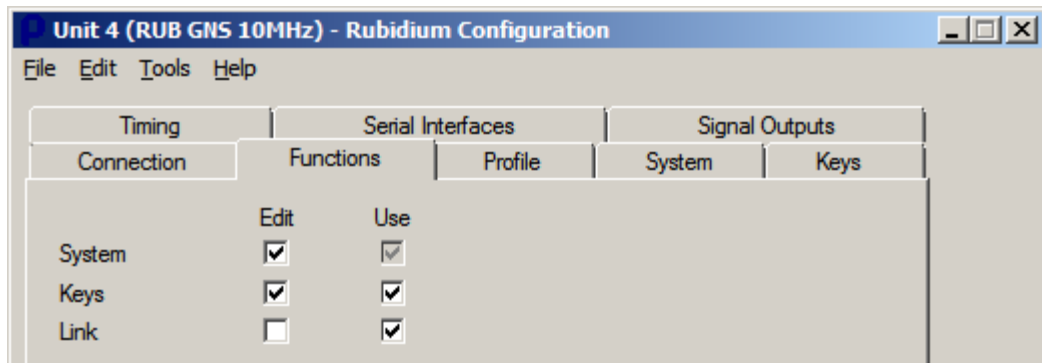 Unit 4 (RUB GNS 10MHz) - Rubidium Configuration
File Edit Tools Help
Timing Serial Interfaces Signal Outputs
Connection Functions Profile System Keys
Edit Use
System
Keys
Link